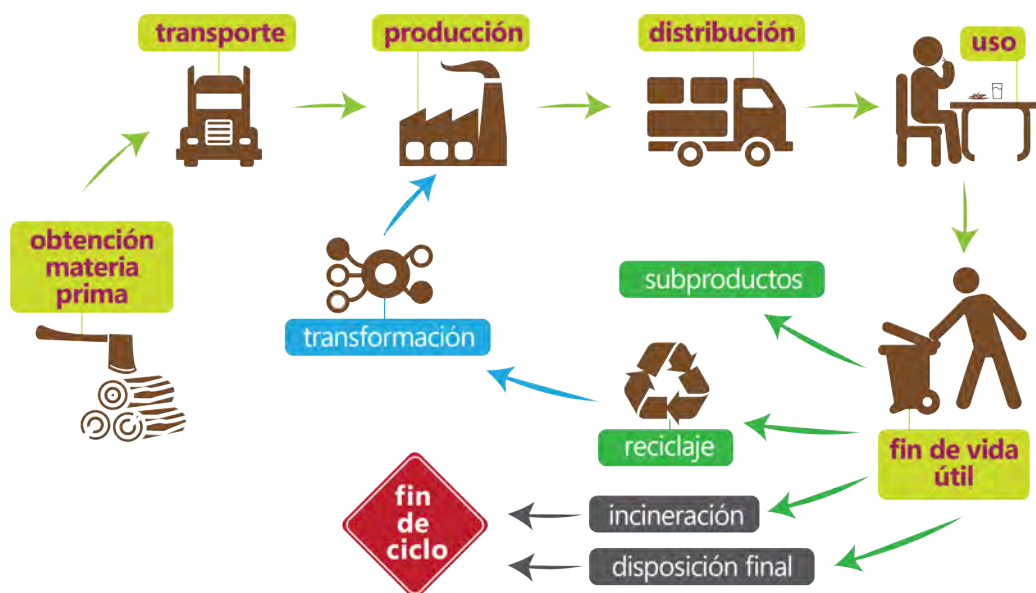 transporte
producción
distribución
uso
obtención
materia
prima
subproductos
transformación
reciclaje
fin de vida
útil
fin
de
ciclo
incineración
disposición final